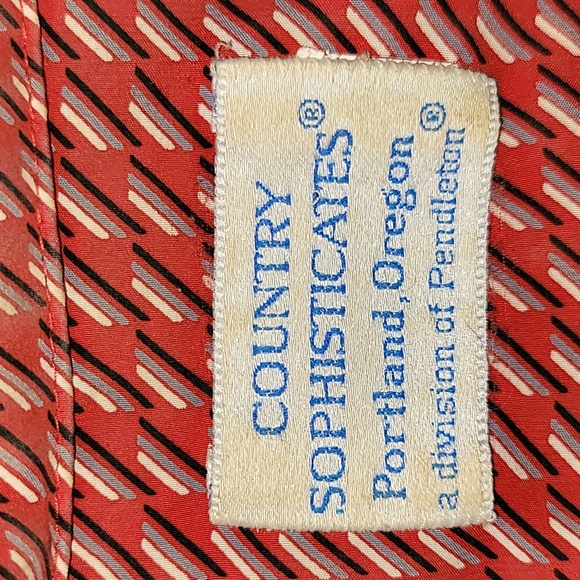 COUNTRY
SOPHISTICATES®
Portland, Oregon
a division of Pendleton®